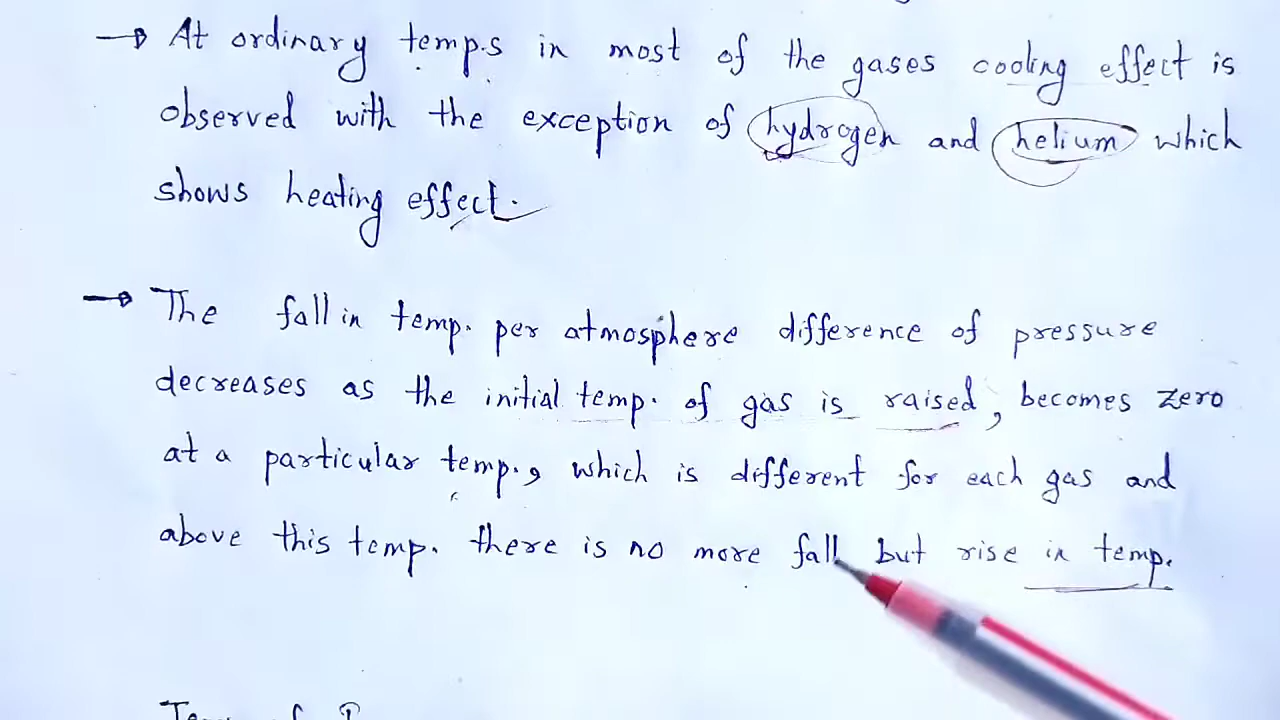 → At ordinary temps in most of the gases cooling effect is
observed with the exception of hydrogen and helium which
shows heating effect.
→ The fall in temp. per atmosphere difference of pressure
decreases as the initial temp. of gas is raised, becomes zero
at a particular temp., which is different for each gas and
above this temp. there is no more fall but rise in temp.